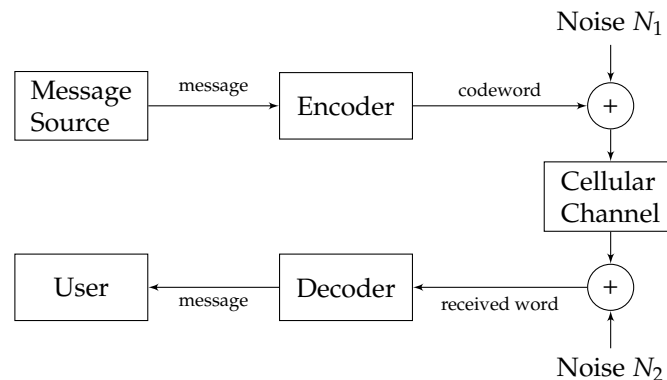 Noise N₁
Message
Source
message
Encoder
codeword
+
Cellular
Channel
User
message
Decoder
received word
+
Noise N₂